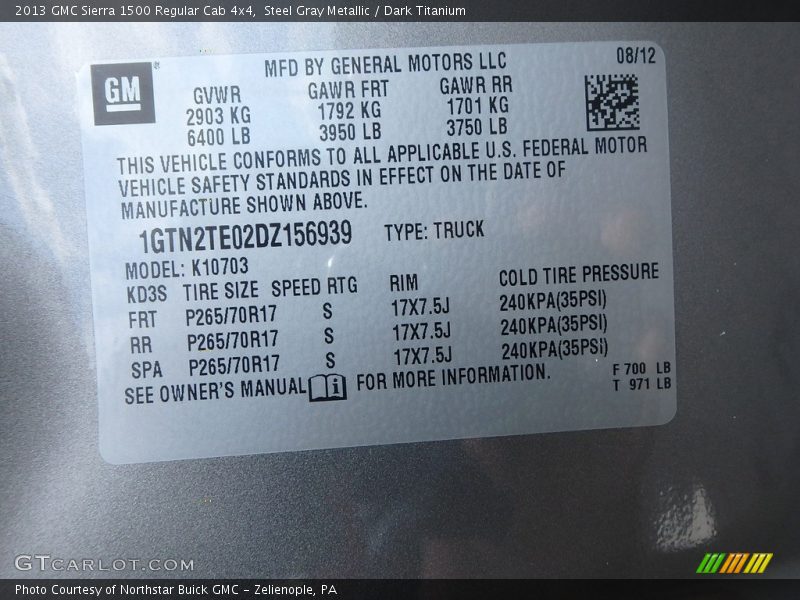 2013 GMC Sierra 1500 Regular Cab 4x4,  Steel Gray Metallic / Dark Titanium
MFD BY GENERAL MOTORS LLC 08/12
GM
GVWR GAWR FRT GAWR RR
2903 KG 1792 KG 1701 KG
6400 LB 3950 LB 3750 LB
THIS VEHICLE CONFORMS TO ALL APPLICABLE U.S. FEDERAL MOTOR
VEHICLE SAFETY STANDARDS IN EFFECT ON THE DATE OF
MANUFACTURE SHOWN ABOVE.
1GTN2TE02DZ156939 TYPE: TRUCK
MODEL: K10703
KD3S TIRE SIZE SPEED RTG RIM COLD TIRE PRESSURE
FRT P265/70R17 S 17X7.5J 240KPA(35PSI)
RR P265/70R17 S 17X7.5J 240KPA(35PSI)
SPA P265/70R17 S 17X7.5J 240KPA(35PSI)
SEE OWNER'S MANUAL i FOR MORE INFORMATION.
F 700 LB
T 971 LB
GTCARLOT.COM
Photo Courtesy of Northstar Buick GMC – Zelienople, PA